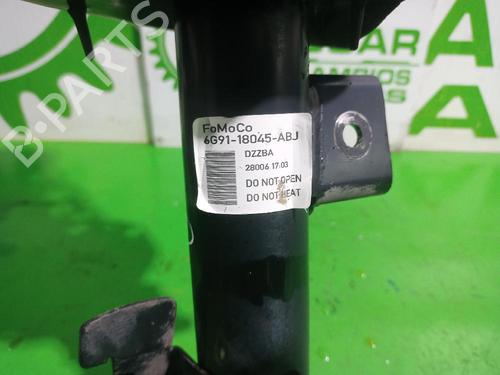 FoMoCo
6G91-18045-ABJ
DZZBA
28006 17 03
DO NOT OPEN
DO NOT HEAT
B-PARTS